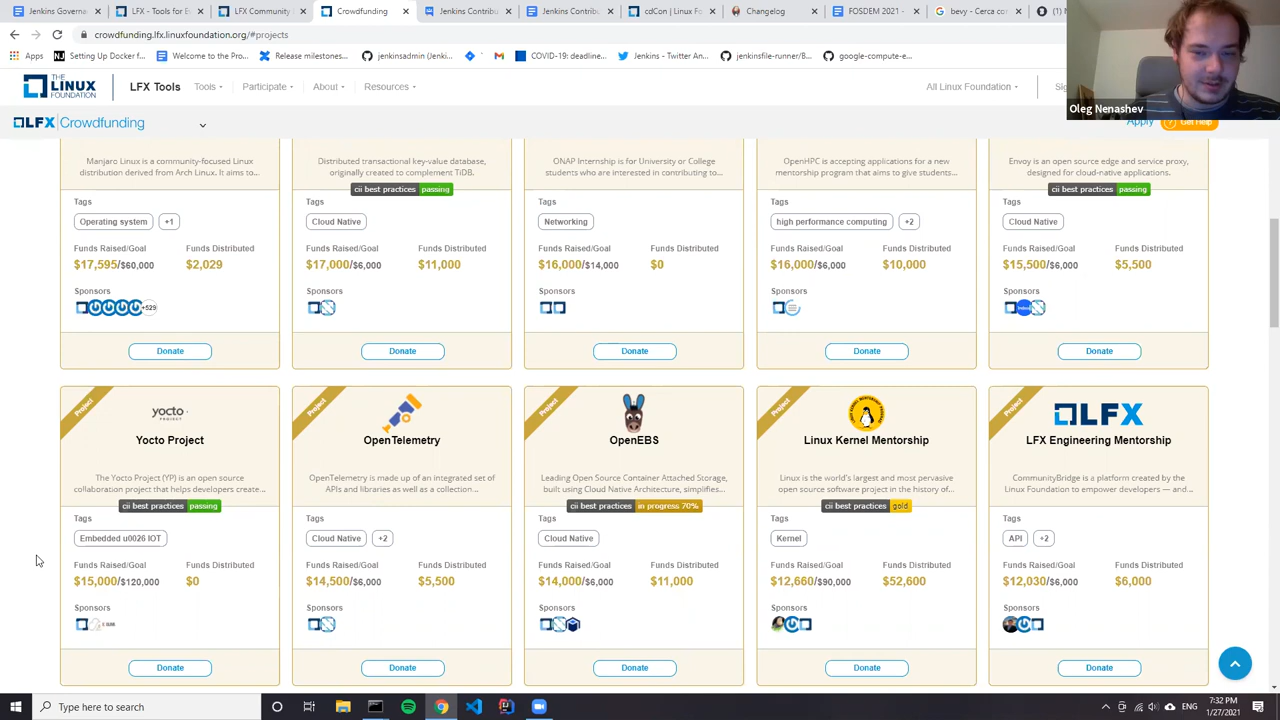 LFX - Tools for E
LFX Community
Crowdfunding
Jenkins Contribut
Jenkins Contrib
cdCon | Linux Fo
Changelog
FOSDEM 2021 -
bevy - Cerca co
crowdfunding.lfx.linuxfoundation.org/#projects
Apps
Setting Up Docker f...
Welcome to the Pro...
Release milestones...
jenkinsadmin (Jenki...
COVID-19: deadline...
Jenkins - Twitter An...
jenkinsfile-runner/B...
google-compute-e...
THE LINUX FOUNDATION
LFX Tools
Tools
Participate
About
Resources
All Linux Foundation
Oleg Nenashev
LFX | Crowdfunding
Apply
Get Help
Manjaro Linux is a community-focused Linux
distribution derived from Arch Linux. It aims to...
Tags
Operating system
+1
Funds Raised/Goal
Funds Distributed
$17,595/$60,000
$2,029
Sponsors
+529
Donate
Distributed transactional key-value database,
originally created to complement TiDB.
cii best practices passing
Tags
Cloud Native
Funds Raised/Goal
Funds Distributed
$17,000/$6,000
$11,000
Sponsors
Donate
ONAP Internship is for University or College
students who are interested in contributing to...
Tags
Networking
Funds Raised/Goal
Funds Distributed
$16,000/$14,000
$0
Sponsors
Donate
OpenHPC is accepting applications for a new
mentorship program that aims to give students...
Tags
high performance computing
+2
Funds Raised/Goal
Funds Distributed
$16,000/$6,000
$10,000
Sponsors
Donate
Envoy is an open source edge and service proxy,
designed for cloud-native applications.
cii best practices passing
Tags
Cloud Native
Funds Raised/Goal
Funds Distributed
$15,500/$6,000
$5,500
Sponsors
Donate
Project
yocto PROJECT
Yocto Project
The Yocto Project (YP) is an open source
collaboration project that helps developers create...
cii best practices passing
Tags
Embedded u0026 IOT
Funds Raised/Goal
Funds Distributed
$15,000/$120,000
$0
Sponsors
Donate
Project
OpenTelemetry
OpenTelemetry is made up of an integrated set of
APIs and libraries as well as a collection...
Tags
Cloud Native
+2
Funds Raised/Goal
Funds Distributed
$14,500/$6,000
$5,500
Sponsors
Donate
Project
OpenEBS
Leading Open Source Container Attached Storage,
built using Cloud Native Architecture, simplifies...
cii best practices in progress 70%
Tags
Cloud Native
Funds Raised/Goal
Funds Distributed
$14,000/$6,000
$11,000
Sponsors
Donate
Project
Linux Kernel Mentorship
Linux is the world's largest and most pervasive
open source software project in the history of...
cii best practices gold
Tags
Kernel
Funds Raised/Goal
Funds Distributed
$12,660/$90,000
$52,600
Sponsors
Donate
Project
LFX
LFX Engineering Mentorship
CommunityBridge is a platform created by the
Linux Foundation to empower developers — and...
Tags
API
+2
Funds Raised/Goal
Funds Distributed
$12,030/$6,000
$6,000
Sponsors
Donate
Type here to search
ENG
7:32 PM
1/27/2021